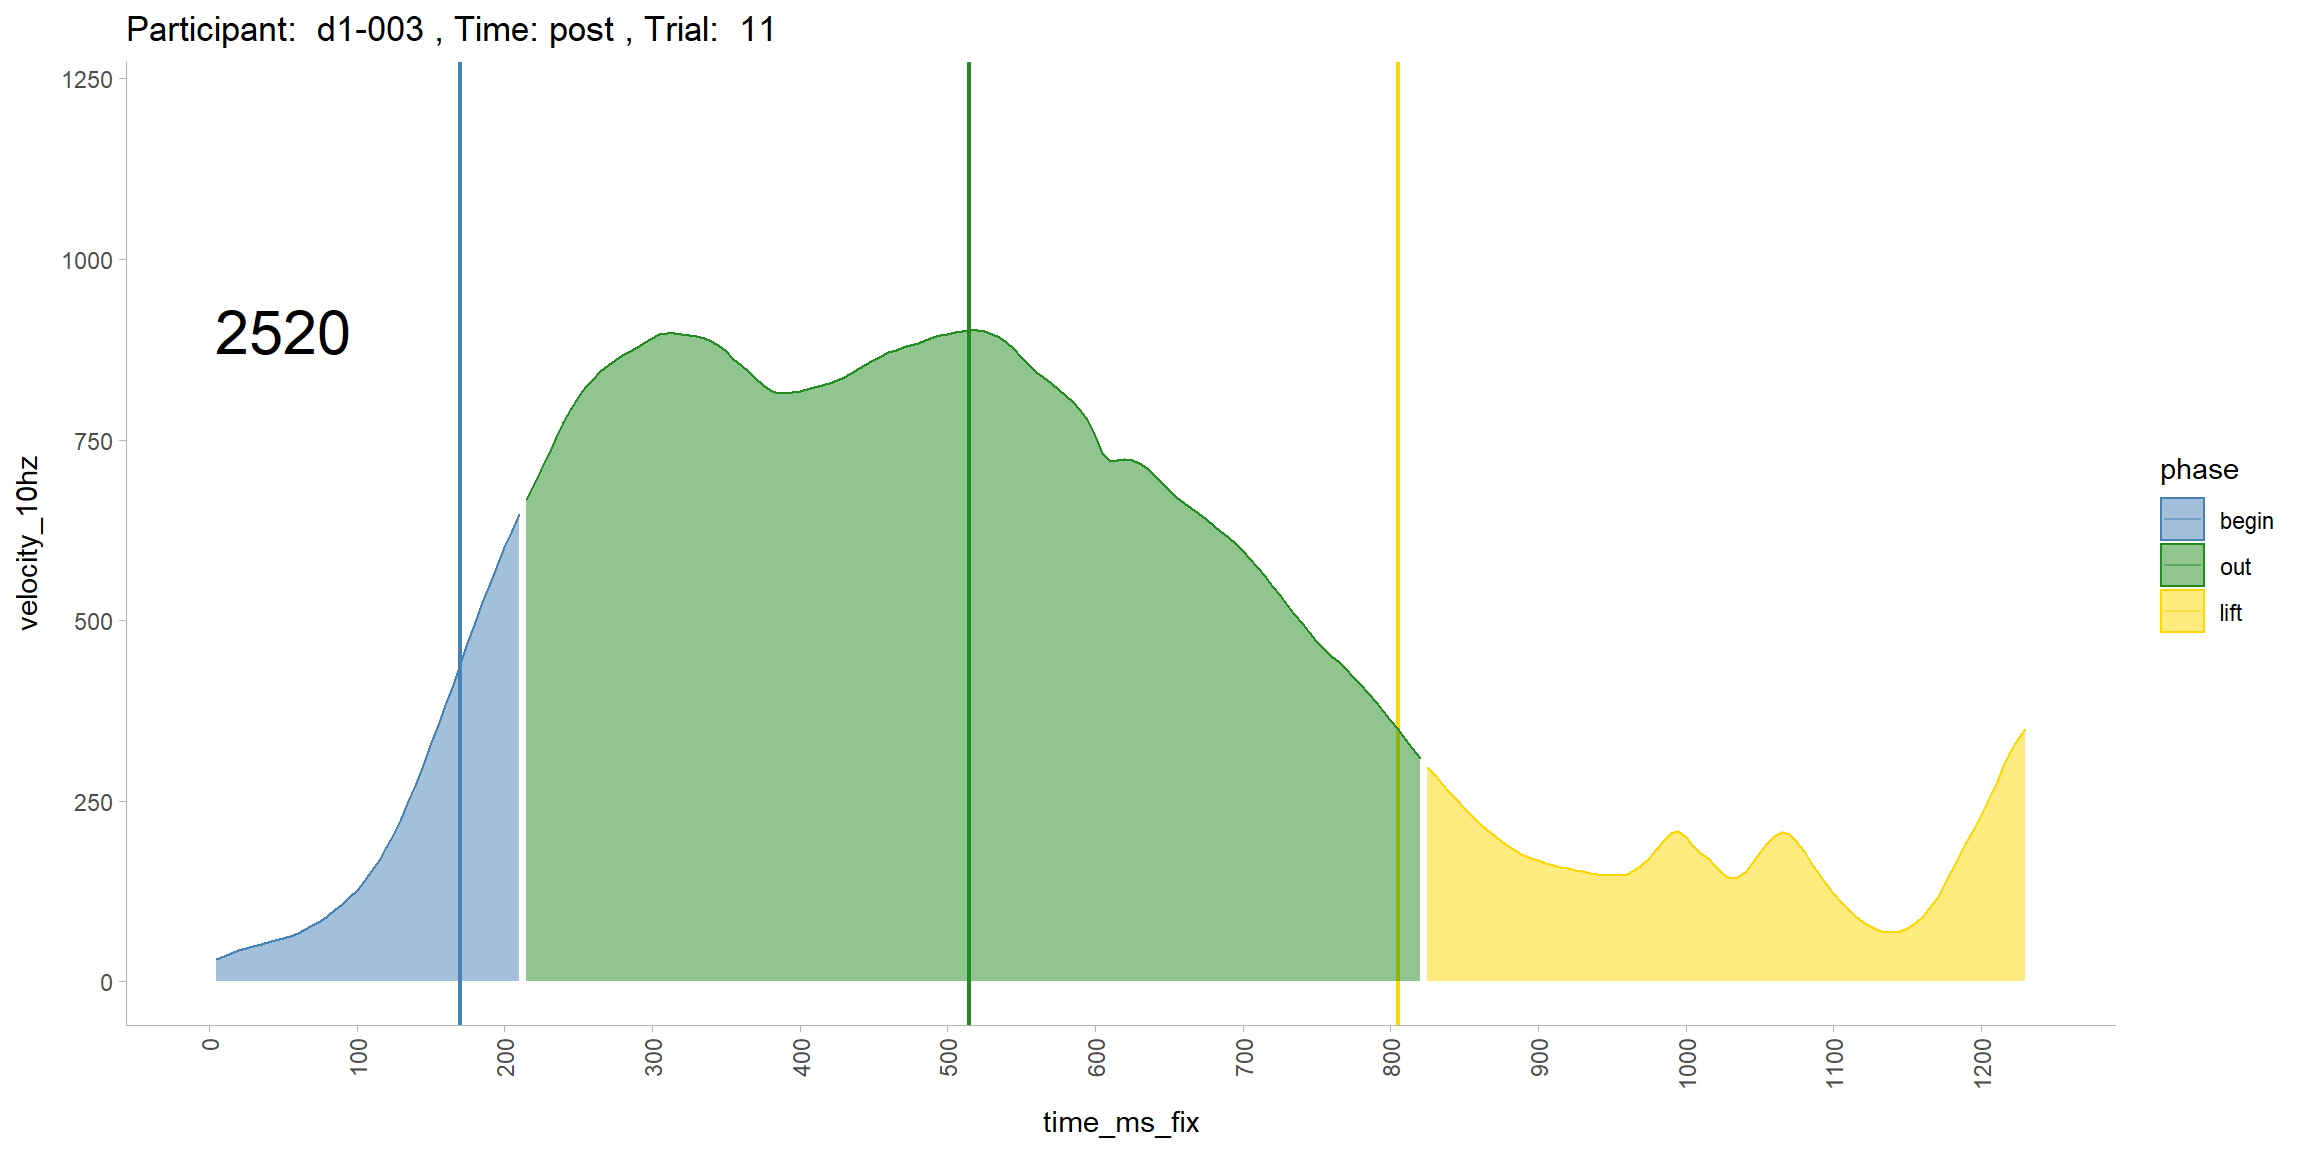 Participant:  d1-003 , Time: post , Trial:  11
1250
1000
750
500
250
0
velocity_10hz
2520
0 100 200 300 400 500 600 700 800 900 1000 1100 1200
time_ms_fix
phase
begin
out
lift